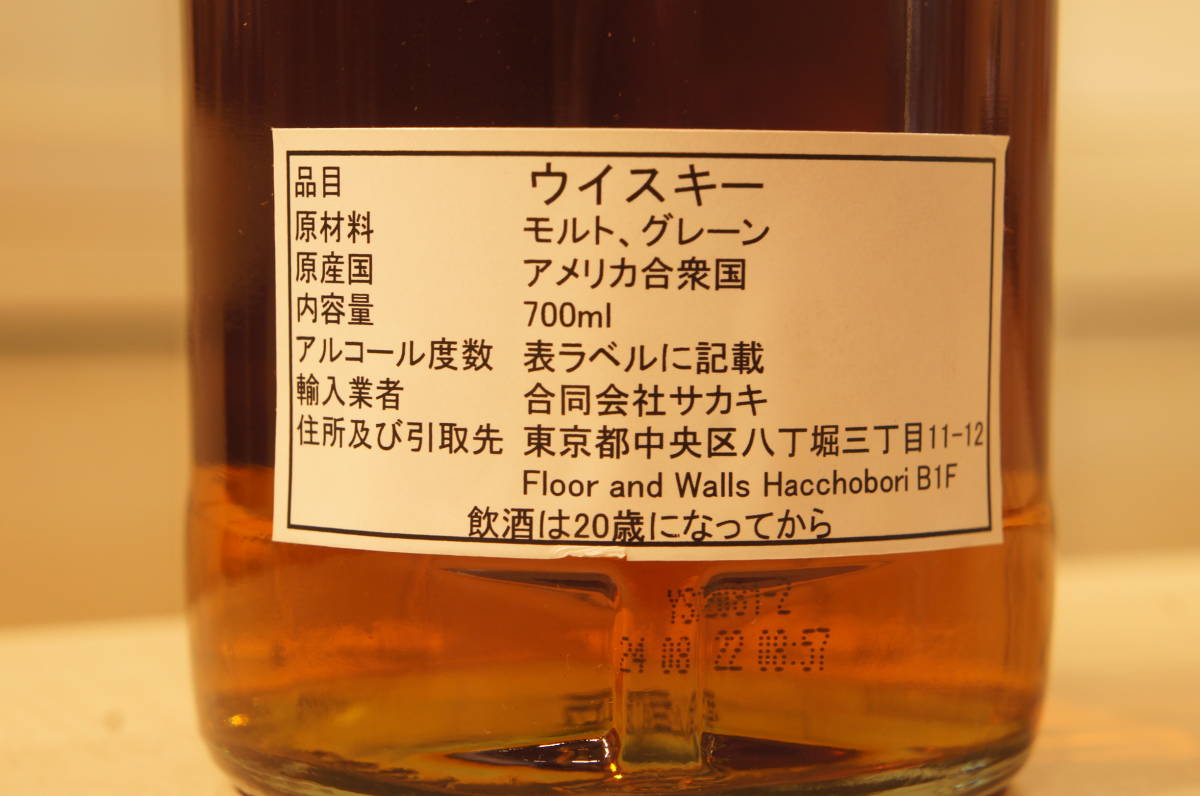 品目 ウイスキー
原材料 モルト、グレーン
原産国 アメリカ合衆国
内容量 700ml
アルコール度数 表ラベルに記載
輸入業者 合同会社サカキ
住所及び引取先 東京都中央区八丁堀三丁目11-12
Floor and Walls Hacchobori B1F
飲酒は20歳になってから
24 08 22 08:57